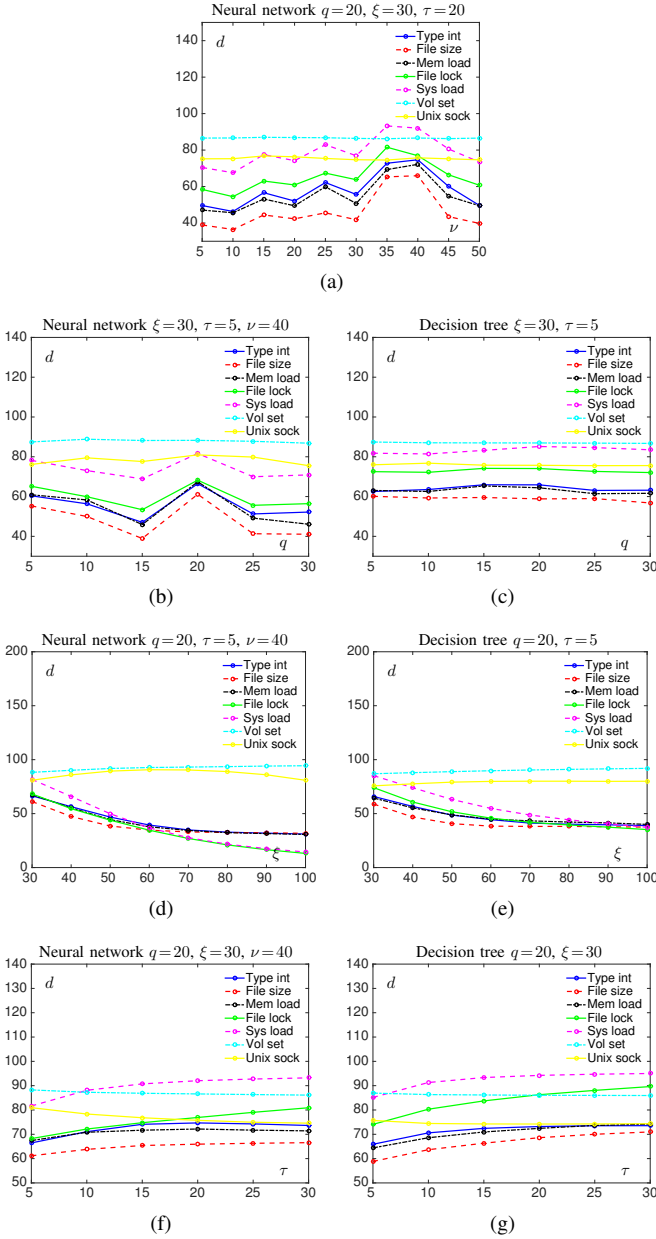 Neural network q=20, ξ=30, τ=20
d
140
120
100
80
60
40
Type int
File size
Mem load
File lock
Sys load
Vol set
Unix sock
ν
5 10 15 20 25 30 35 40 45 50
(a)
Neural network ξ=30, τ=5, ν=40
d
140
120
100
80
60
40
30
Type int
File size
Mem load
File lock
Sys load
Vol set
Unix sock
q
5 10 15 20 25 30
(b)
Decision tree ξ=30, τ=5
d
140
120
100
80
60
40
30
Type int
File size
Mem load
File lock
Sys load
Vol set
Unix sock
q
5 10 15 20 25 30
(c)
Neural network q=20, τ=5, ν=40
d
200
150
100
50
0
Type int
File size
Mem load
File lock
Sys load
Vol set
Unix sock
ξ
30 40 50 60 70 80 90 100
(d)
Decision tree q=20, τ=5
d
200
150
100
50
0
Type int
File size
Mem load
File lock
Sys load
Vol set
Unix sock
ξ
30 40 50 60 70 80 90 100
(e)
Neural network q=20, ξ=30, ν=40
d
140
130
120
110
100
90
80
70
60
50
40
Type int
File size
Mem load
File lock
Sys load
Vol set
Unix sock
τ
5 10 15 20 25 30
(f)
Decision tree q=20, ξ=30
d
140
130
120
110
100
90
80
70
60
50
40
Type int
File size
Mem load
File lock
Sys load
Vol set
Unix sock
τ
5 10 15 20 25 30
(g)